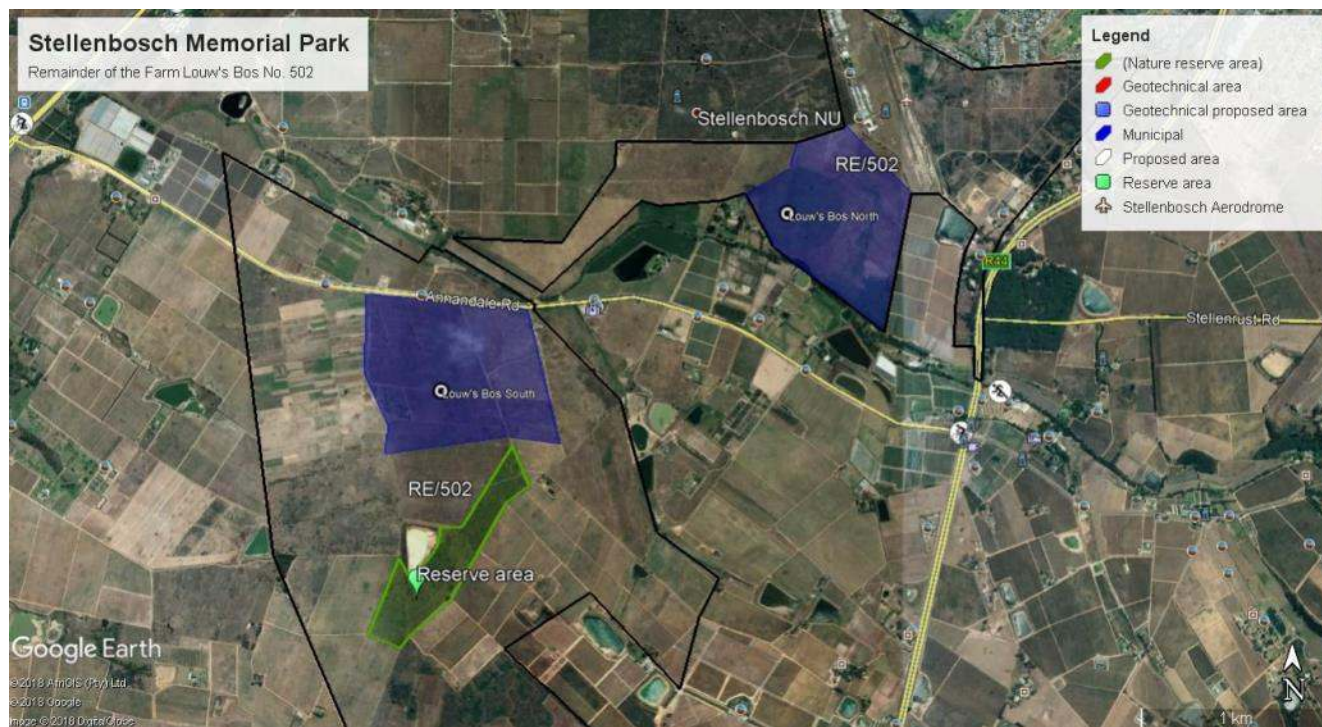 Stellenbosch Memorial Park
Remainder of the Farm Louw's Bos No. 502
Legend
(Nature reserve area)
Geotechnical area
Geotechnical proposed area
Municipal
Proposed area
Reserve area
Stellenbosch Aerodrome
Stellenbosch NU
RE/502
Louw's Bos North
R44
Annandale Rd
Stellenrust Rd
Louw's Bos South
RE/502
Reserve area
Google Earth
© 2018 AfriGIS (Pty) Ltd.
© 2018 Google
Image © 2018 DigitalGlobe
N
1 km